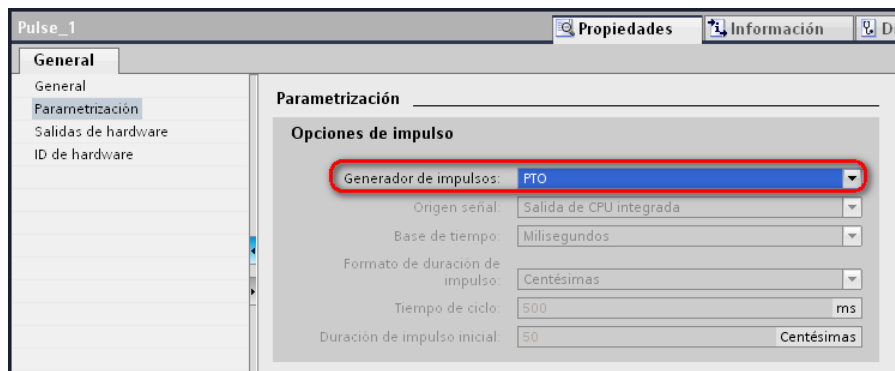 Pulse_1
Propiedades
Información
General
General
Parametrización
Salidas de hardware
ID de hardware
Parametrización
Opciones de impulso
Generador de impulsos: PTO
Origen señal: Salida de CPU integrada
Base de tiempo: Milisegundos
Formato de duración de
impulso: Centésimas
Tiempo de ciclo: 500 ms
Duración de impulso inicial: 50 Centésimas